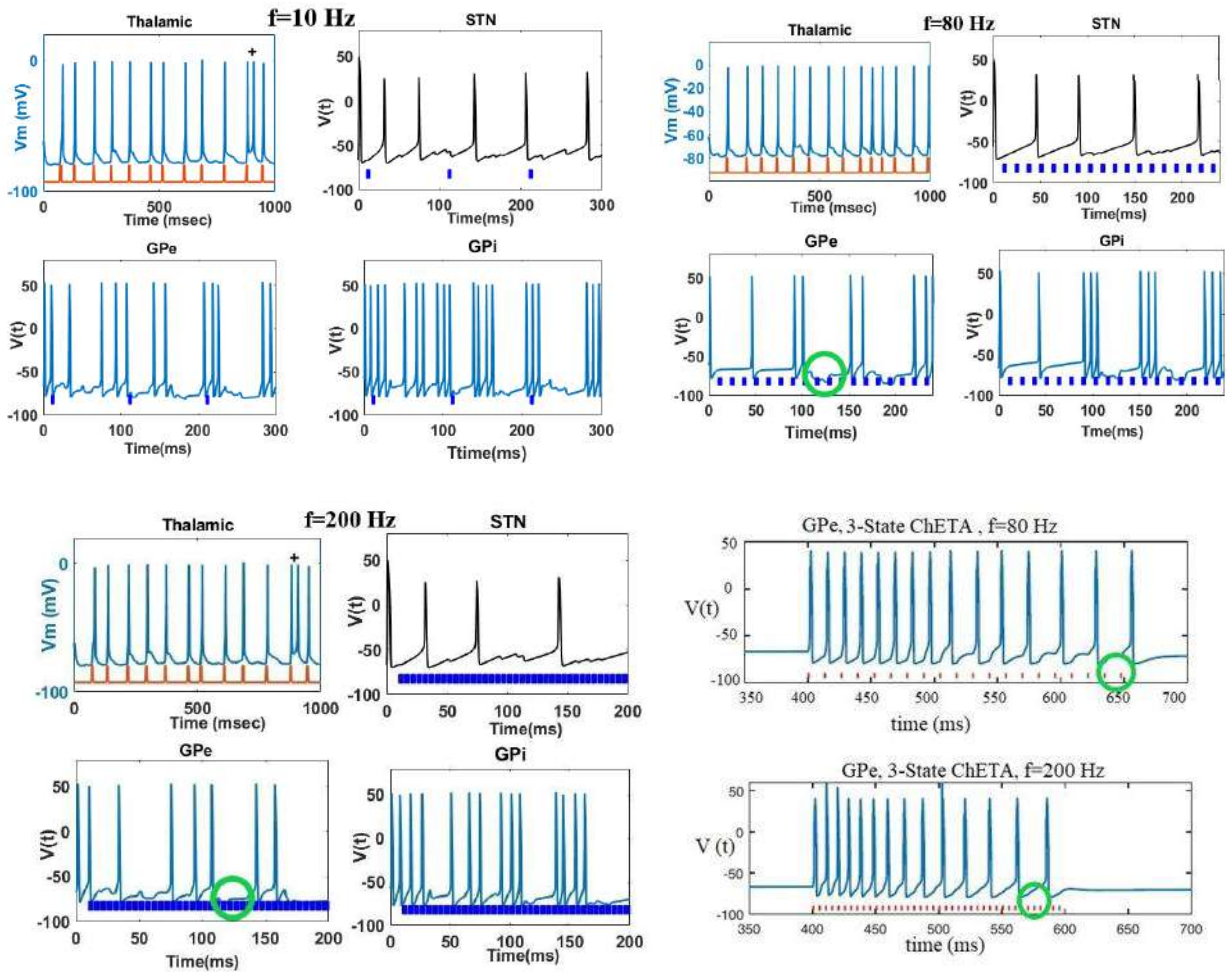 f=10 Hz
Thalamic
+
0
-100
Vm (mV)
0 500 1000
Time (msec)
STN
50
0
-50
-100
V(t)
0 100 200 300
Time(ms)
GPe
50
0
-50
-100
V(t)
0 100 200 300
Time(ms)
GPi
50
0
-50
-100
V(t)
0 100 200 300
Ttime(ms)
f=80 Hz
Thalamic
0
-20
-40
-60
-80
Vm (mV)
0 500 1000
Time (msec)
STN
50
0
-50
-100
V(t)
0 50 100 150 200
Time(ms)
GPe
50
0
-50
-100
V(t)
0 50 100 150 200
Time(ms)
GPi
50
0
-50
-100
V(t)
0 50 100 150 200
Tme(ms)
f=200 Hz
Thalamic
+
0
-100
Vm (mV)
0 500 1000
Time (msec)
STN
50
0
-50
-100
V(t)
0 50 100 150 200
Time(ms)
GPe
50
0
-50
-100
V(t)
0 50 100 150 200
Time(ms)
GPi
50
0
-50
-100
V(t)
0 50 100 150 200
Time(ms)
GPe, 3-State ChETA , f=80 Hz
50
0
-50
-100
V(t)
350 400 450 500 550 600 650 700
time (ms)
GPe, 3-State ChETA, f=200 Hz
50
0
-50
-100
V (t)
350 400 450 500 550 600 650 700
time (ms)